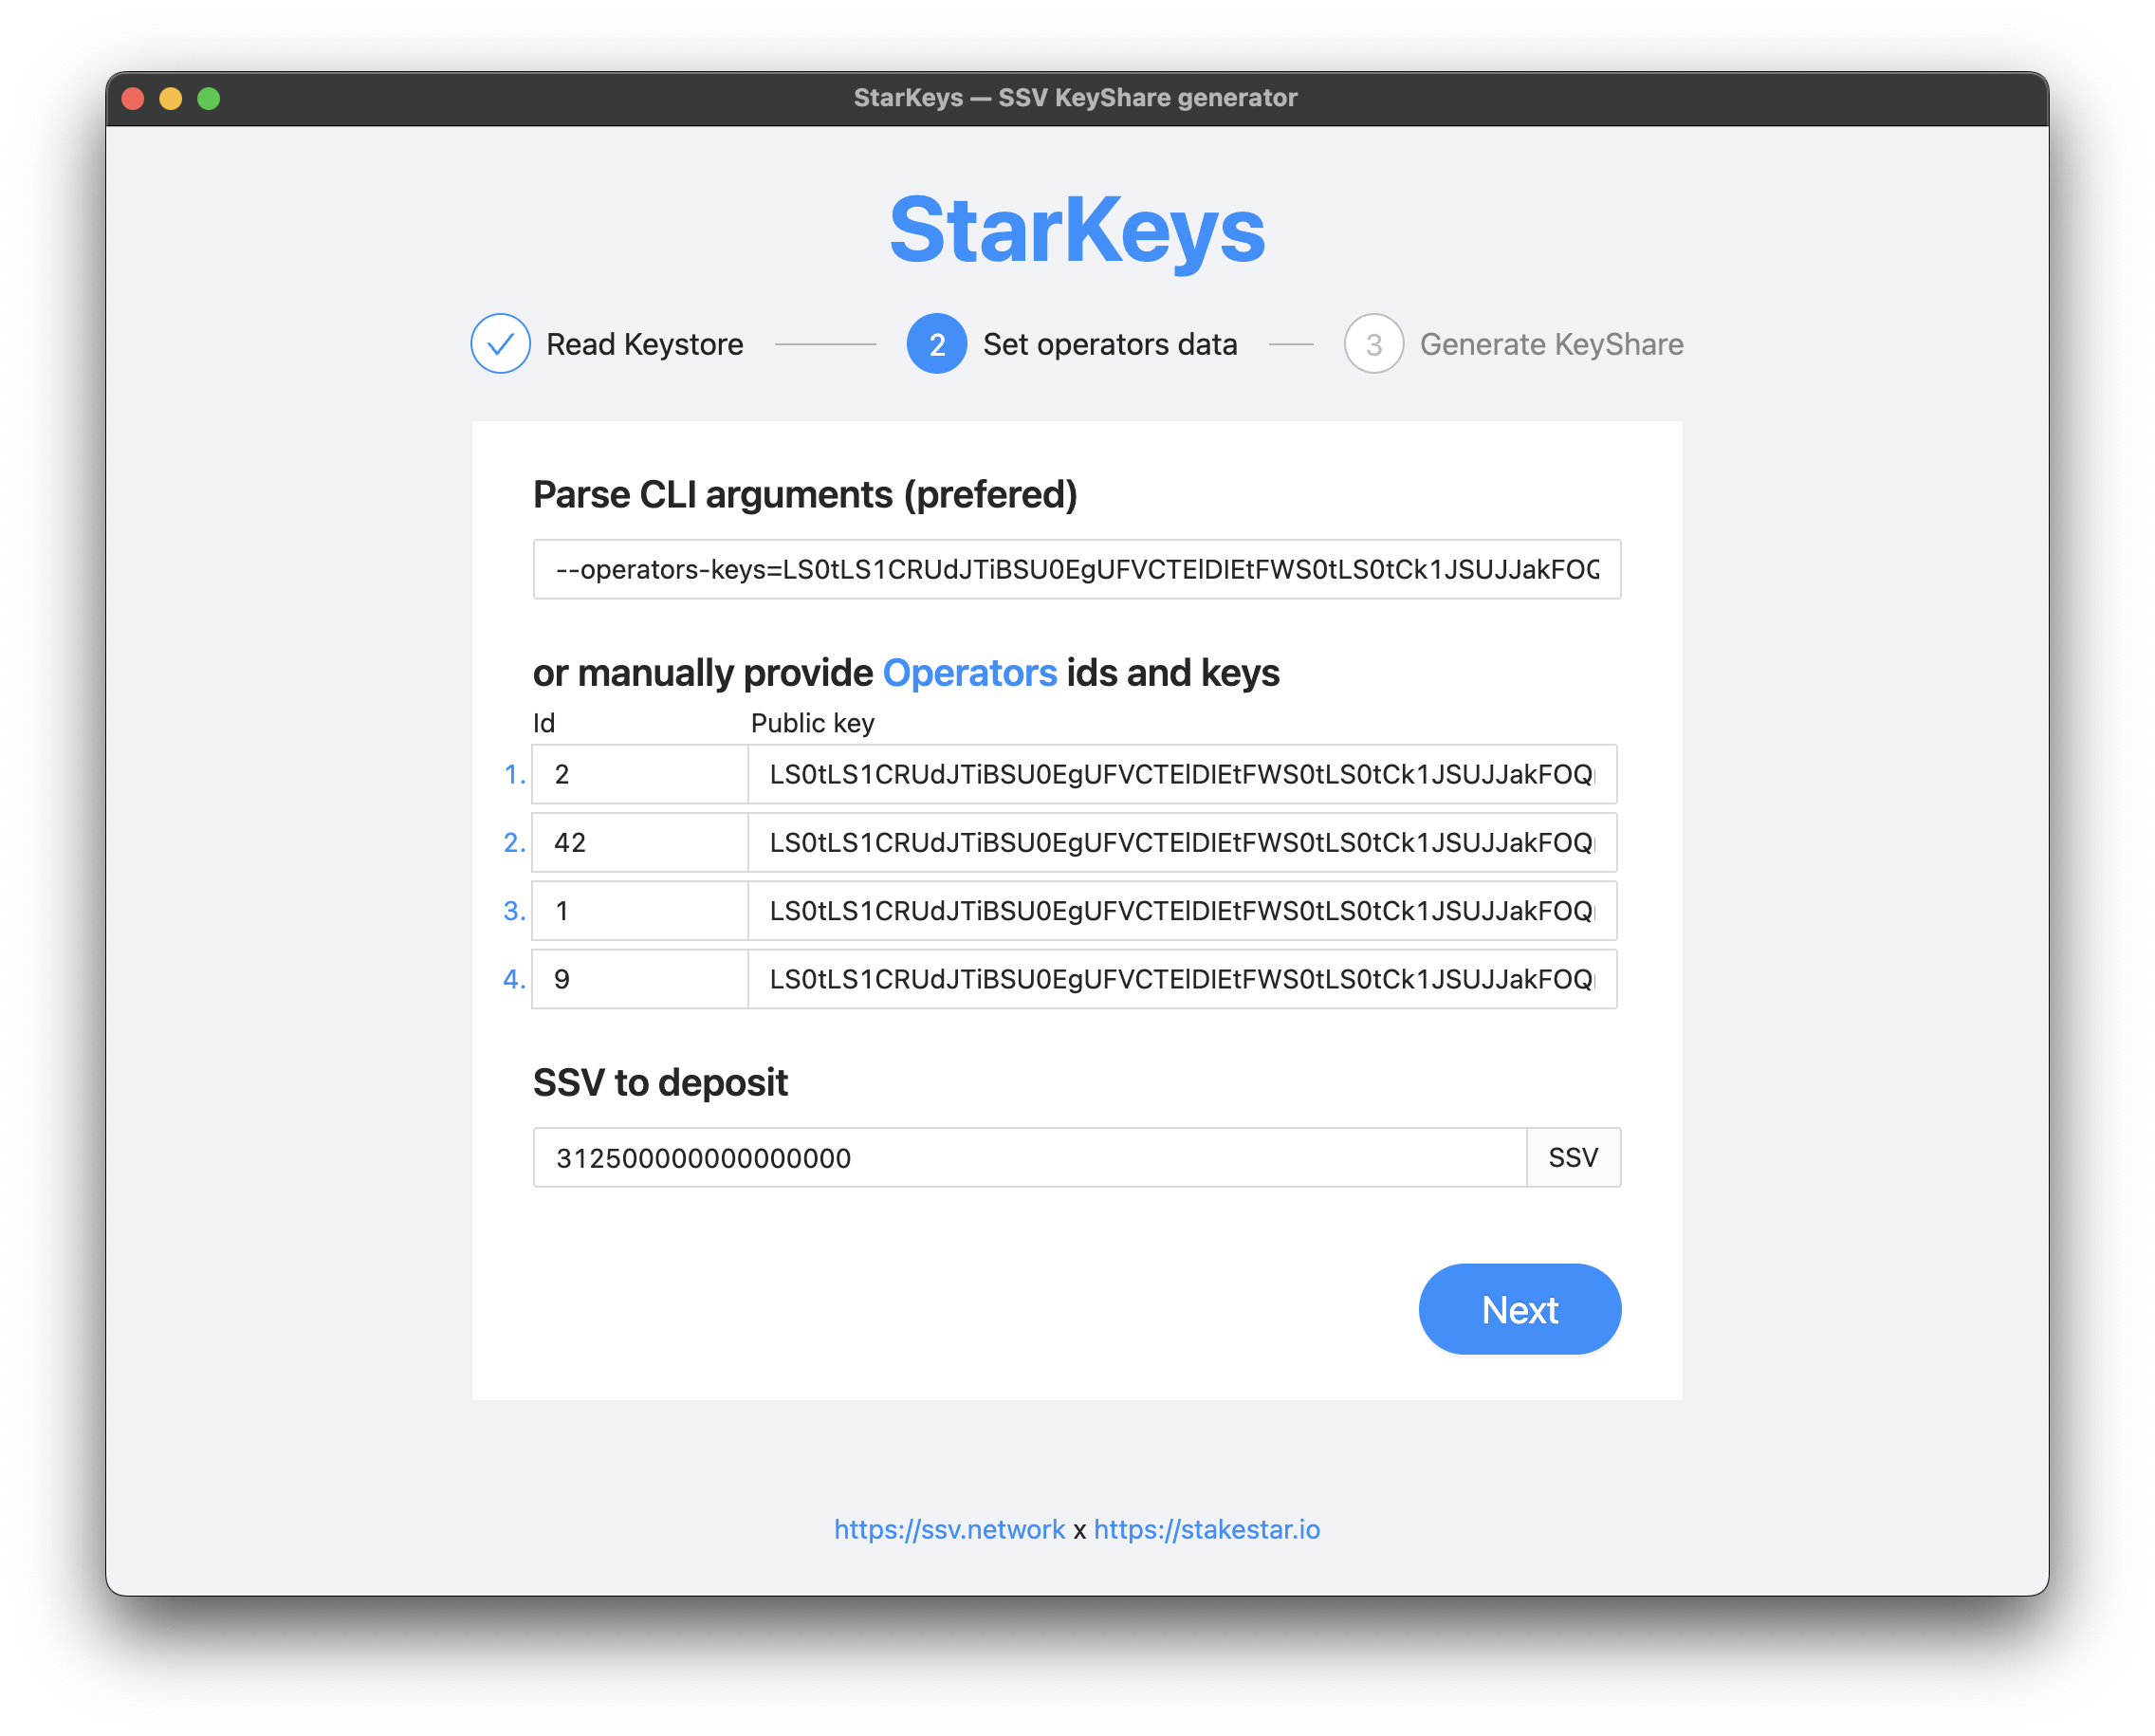 StarKeys — SSV KeyShare generator
StarKeys
Read Keystore
2 Set operators data
3 Generate KeyShare
Parse CLI arguments (prefered)
--operators-keys=LS0tLS1CRUdJTiBSU0EgUFVCTElDIEtFWS0tLS0tCk1JSUJJakFOQ
or manually provide Operators ids and keys
Id Public key
1. 2 LS0tLS1CRUdJTiBSU0EgUFVCTElDIEtFWS0tLS0tCk1JSUJJakFOQ
2. 42 LS0tLS1CRUdJTiBSU0EgUFVCTElDIEtFWS0tLS0tCk1JSUJJakFOQ
3. 1 LS0tLS1CRUdJTiBSU0EgUFVCTElDIEtFWS0tLS0tCk1JSUJJakFOQ
4. 9 LS0tLS1CRUdJTiBSU0EgUFVCTElDIEtFWS0tLS0tCk1JSUJJakFOQ
SSV to deposit
312500000000000000 SSV
Next
https://ssv.network x https://stakestar.io